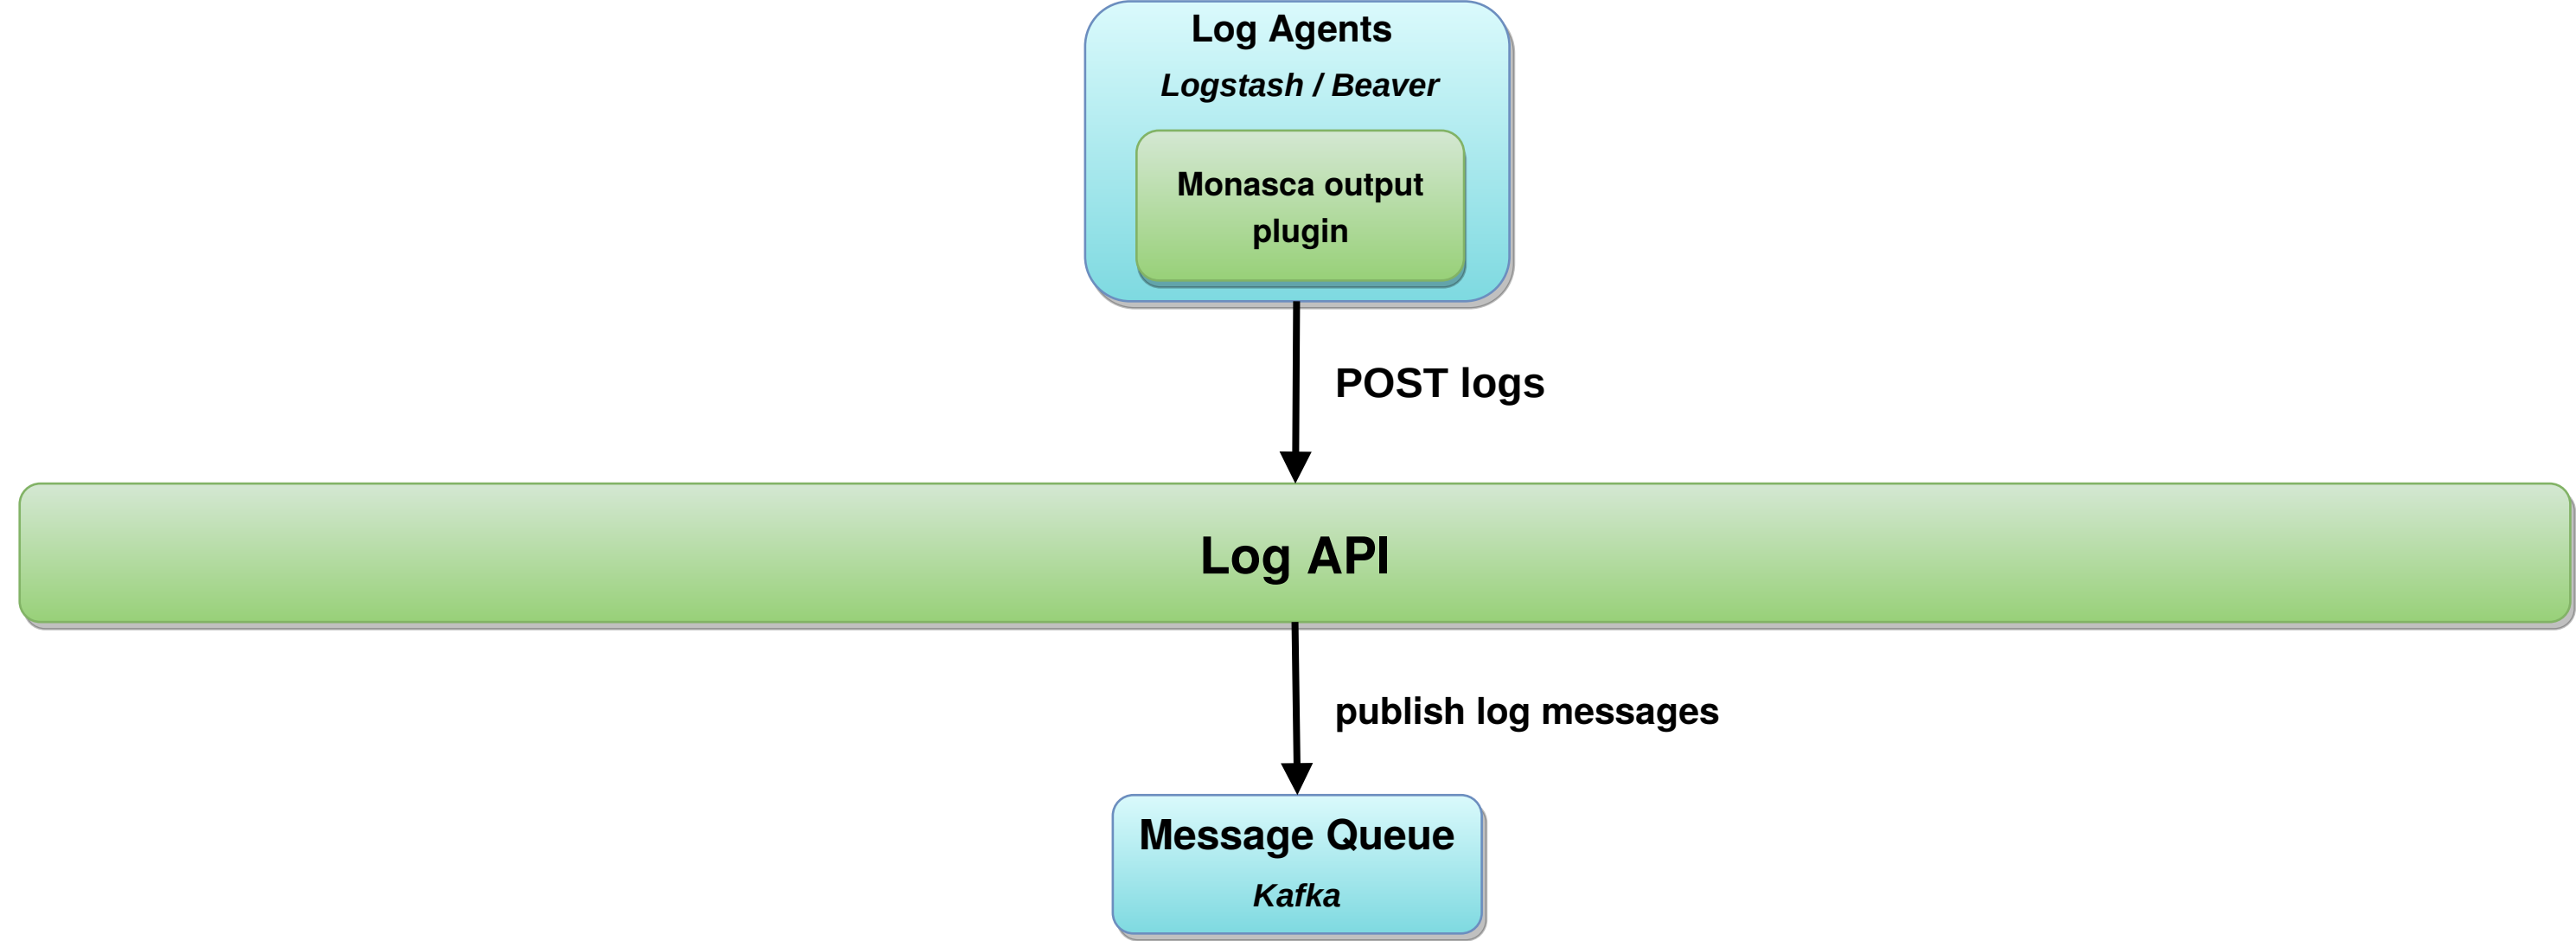 Log Agents
Logstash / Beaver
Monasca output
plugin
POST logs
Log API
publish log messages
Message Queue
Kafka